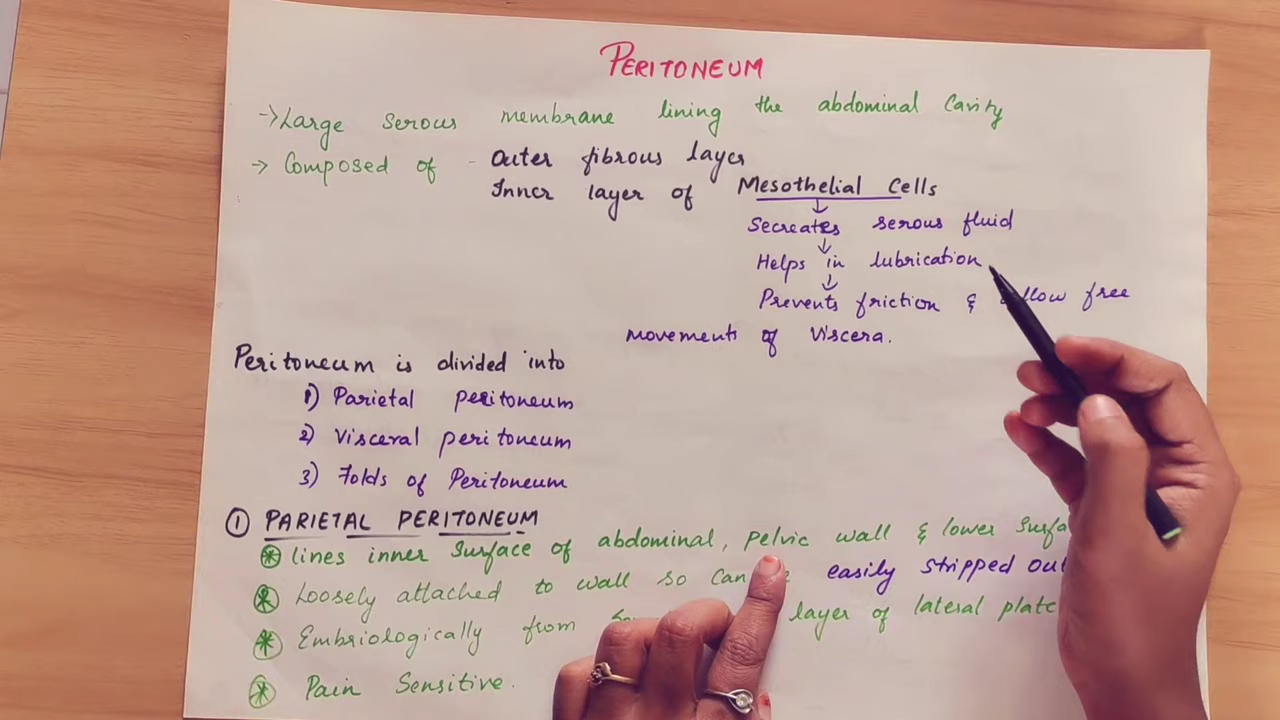 PERITONEUM
→ Large serous membrane lining the abdominal Cavity
→ Composed of - Outer fibrous layer
Inner layer of Mesothelial Cells
↓
Secreates serous fluid
↓
Helps in lubrication
↓
Prevents friction & allow free
movements of Viscera.
Peritoneum is divided into
1) Parietal peritoneum
2) Visceral peritoneum
3) Folds of Peritoneum
① PARIETAL PERITONEUM
lines inner Surface of abdominal, pelvic wall & lower
Loosely attached to wall so can easily stripped out
Embriologically from layer of lateral plate
Pain Sensitive.